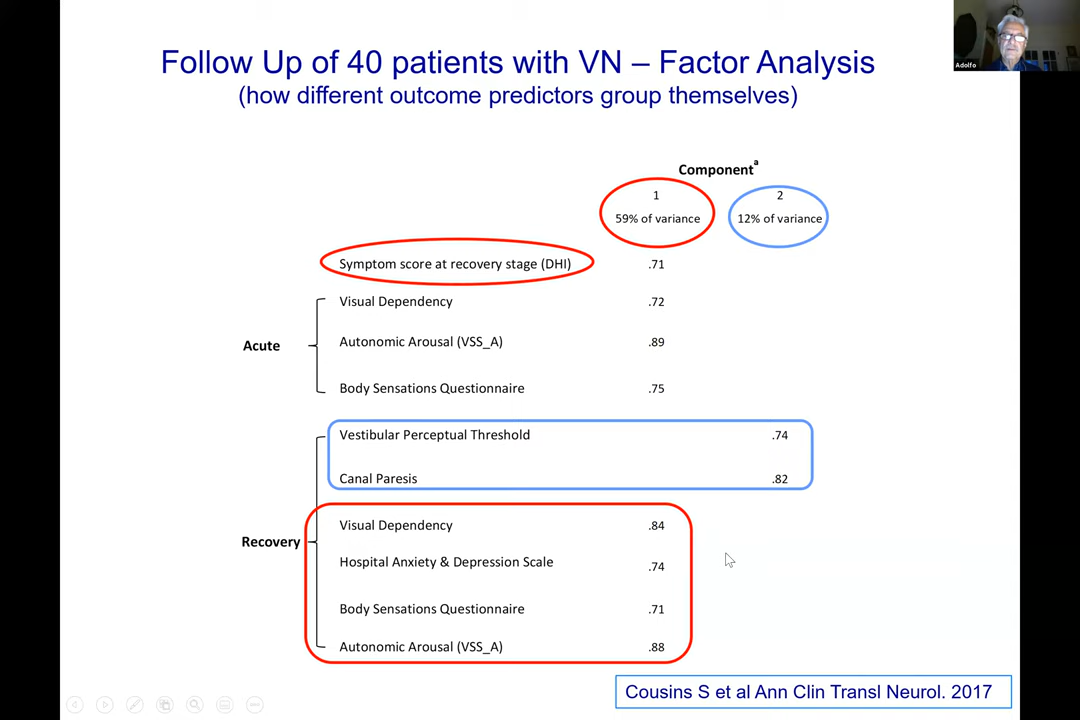 Adolfo
Follow Up of 40 patients with VN – Factor Analysis
(how different outcome predictors group themselves)
Component a
1 2
59% of variance 12% of variance
Symptom score at recovery stage (DHI) .71
Visual Dependency .72
Acute
Autonomic Arousal (VSS_A) .89
Body Sensations Questionnaire .75
Vestibular Perceptual Threshold .74
Canal Paresis .82
Visual Dependency .84
Recovery
Hospital Anxiety & Depression Scale .74
Body Sensations Questionnaire .71
Autonomic Arousal (VSS_A) .88
Cousins S et al Ann Clin Transl Neurol. 2017